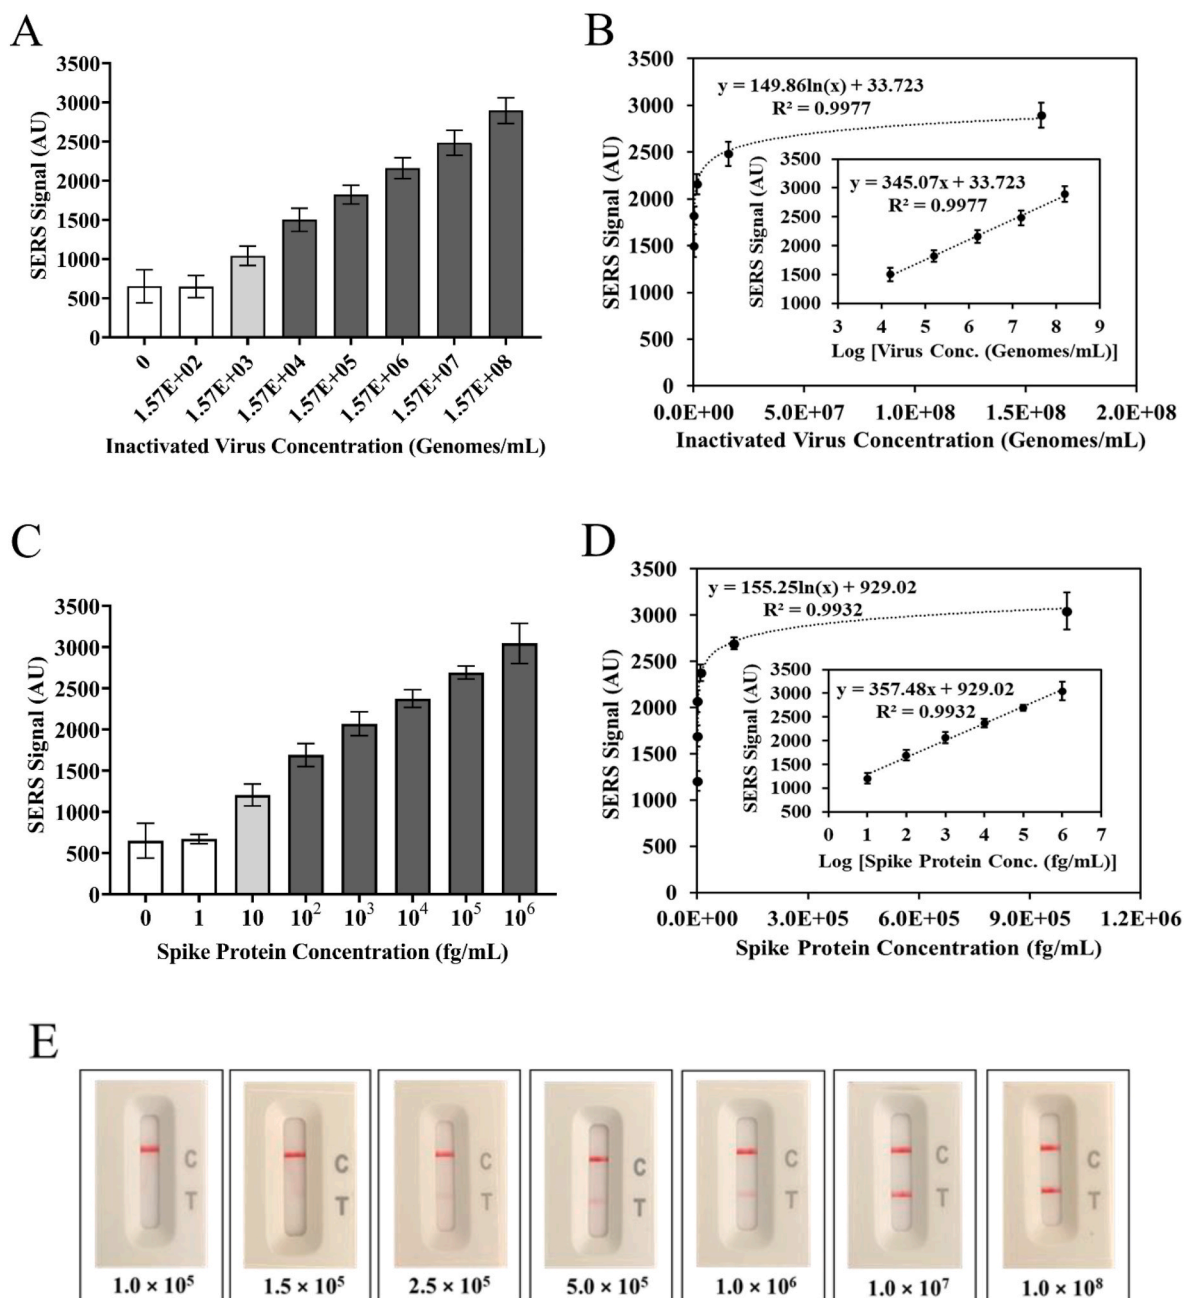 A
3500
3000
2500
2000
1500
1000
500
0
SERS Signal (AU)
0
1.57E+02
1.57E+03
1.57E+04
1.57E+05
1.57E+06
1.57E+07
1.57E+08
Inactivated Virus Concentration (Genomes/mL)
B
3500
3000
2500
2000
1500
1000
500
0
SERS Signal (AU)
y = 149.86ln(x) + 33.723
R² = 0.9977
3500
3000
2500
2000
1500
1000
SERS Signal (AU)
y = 345.07x + 33.723
R² = 0.9977
3 4 5 6 7 8 9
Log [Virus Conc. (Genomes/mL)]
0.0E+00 5.0E+07 1.0E+08 1.5E+08 2.0E+08
Inactivated Virus Concentration (Genomes/mL)
C
3500
3000
2500
2000
1500
1000
500
0
SERS Signal (AU)
0 1 10 10² 10³ 10⁴ 10⁵ 10⁶
Spike Protein Concentration (fg/mL)
D
3500
3000
2500
2000
1500
1000
500
0
SERS Signal (AU)
y = 155.25ln(x) + 929.02
R² = 0.9932
3500
3000
2500
2000
1500
1000
500
SERS Signal (AU)
y = 357.48x + 929.02
R² = 0.9932
0 1 2 3 4 5 6 7
Log [Spike Protein Conc. (fg/mL)]
0.0E+00 3.0E+05 6.0E+05 9.0E+05 1.2E+06
Spike Protein Concentration (fg/mL)
E
C
T
1.0 × 10⁵
C
T
1.5 × 10⁵
C
T
2.5 × 10⁵
C
T
5.0 × 10⁵
C
T
1.0 × 10⁶
C
T
1.0 × 10⁷
C
T
1.0 × 10⁸